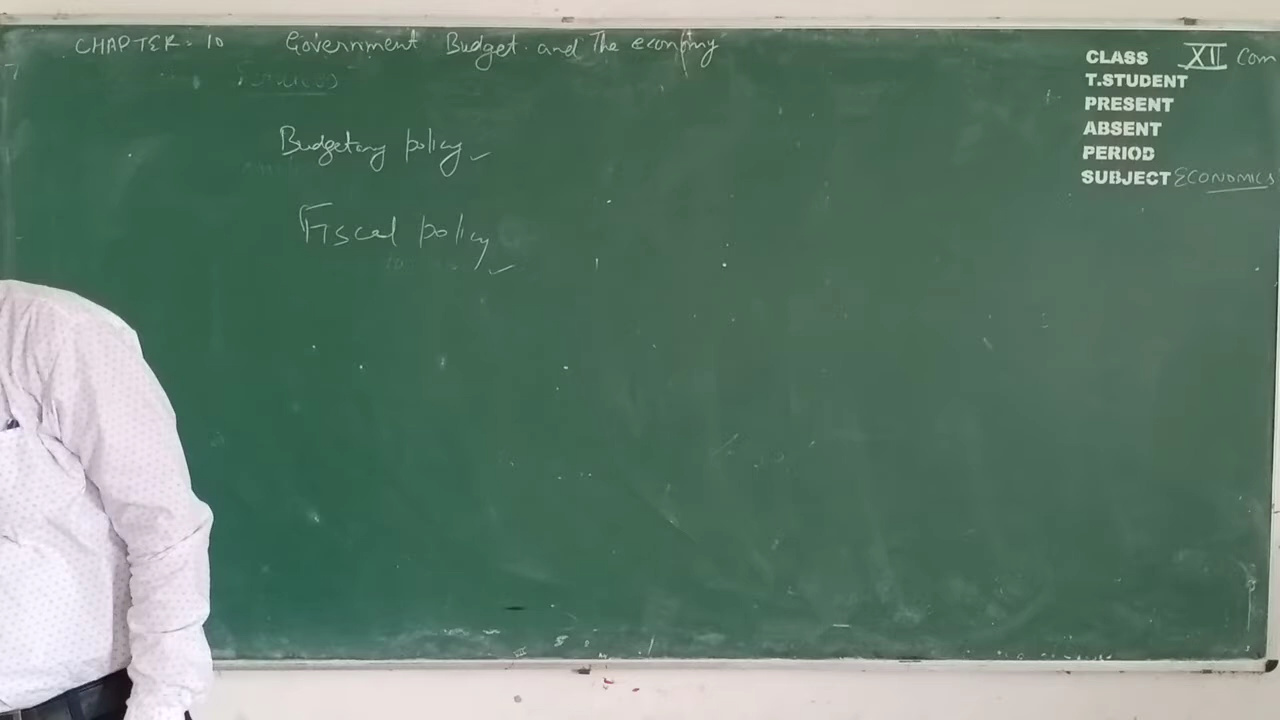 CHAPTER: 10 Government Budget and The economy
Budgetary policy
Fiscal policy
CLASS XII Com
T.STUDENT
PRESENT
ABSENT
PERIOD
SUBJECT ECONOMICS